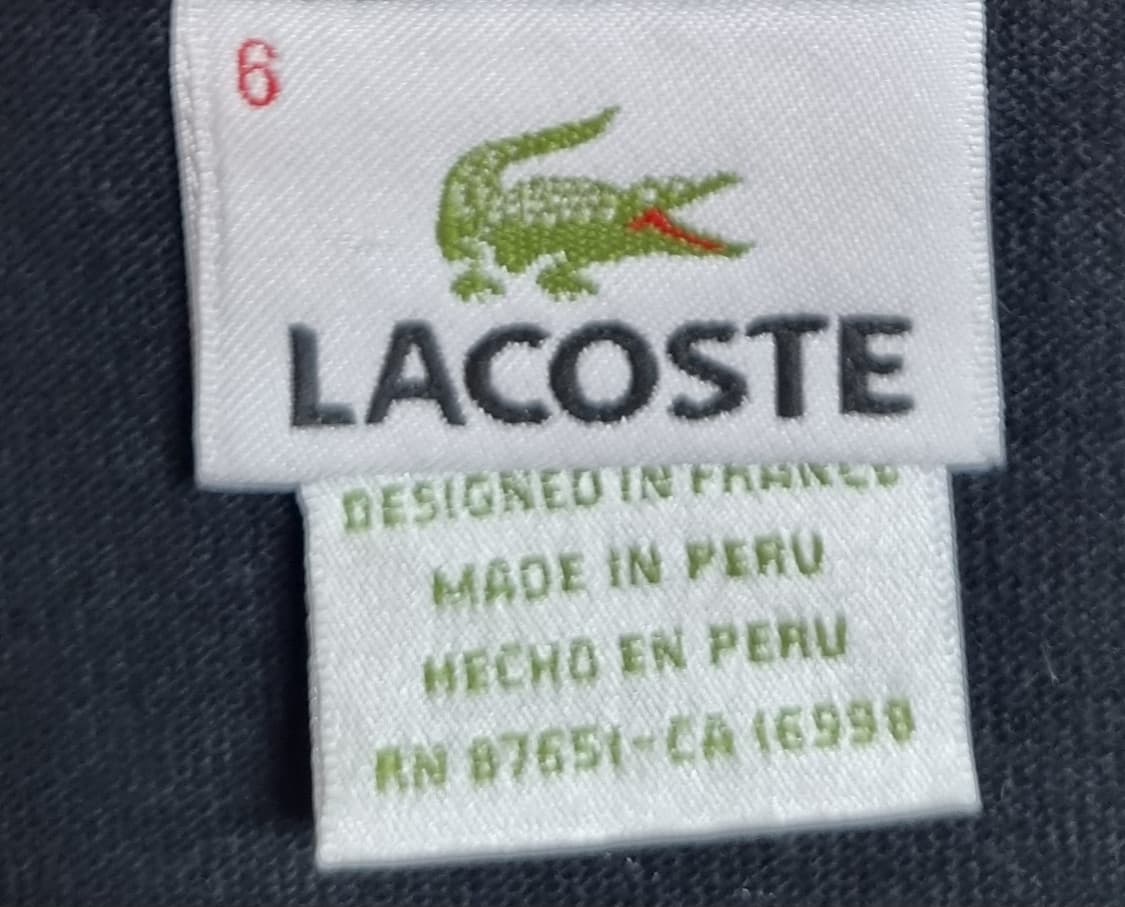 6
LACOSTE
DESIGNED IN FRANCE
MADE IN PERU
HECHO EN PERU
RN 87651-CA 16998